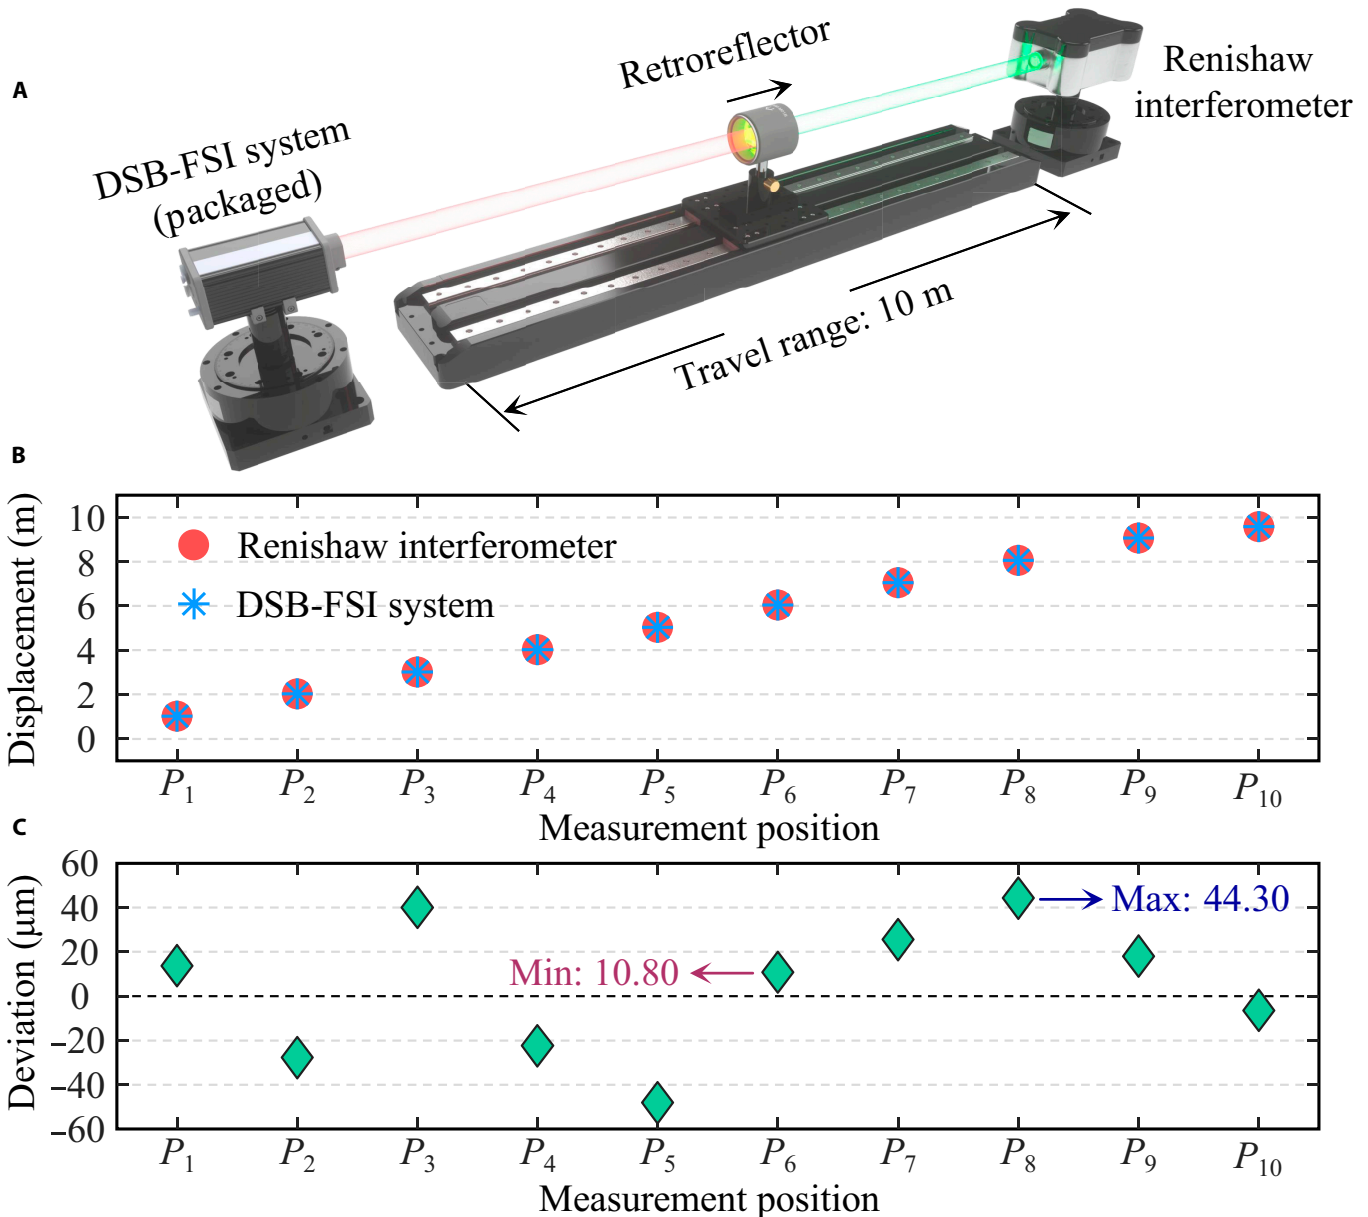 A
Retroreflector
Renishaw
interferometer
DSB-FSI system
(packaged)
Travel range: 10 m
B
Displacement (m)
10
8
6
4
2
0
Renishaw interferometer
DSB-FSI system
P1 P2 P3 P4 P5 P6 P7 P8 P9 P10
Measurement position
C
Deviation (μm)
60
40
20
0
–20
–40
–60
Max: 44.30
Min: 10.80
P1 P2 P3 P4 P5 P6 P7 P8 P9 P10
Measurement position